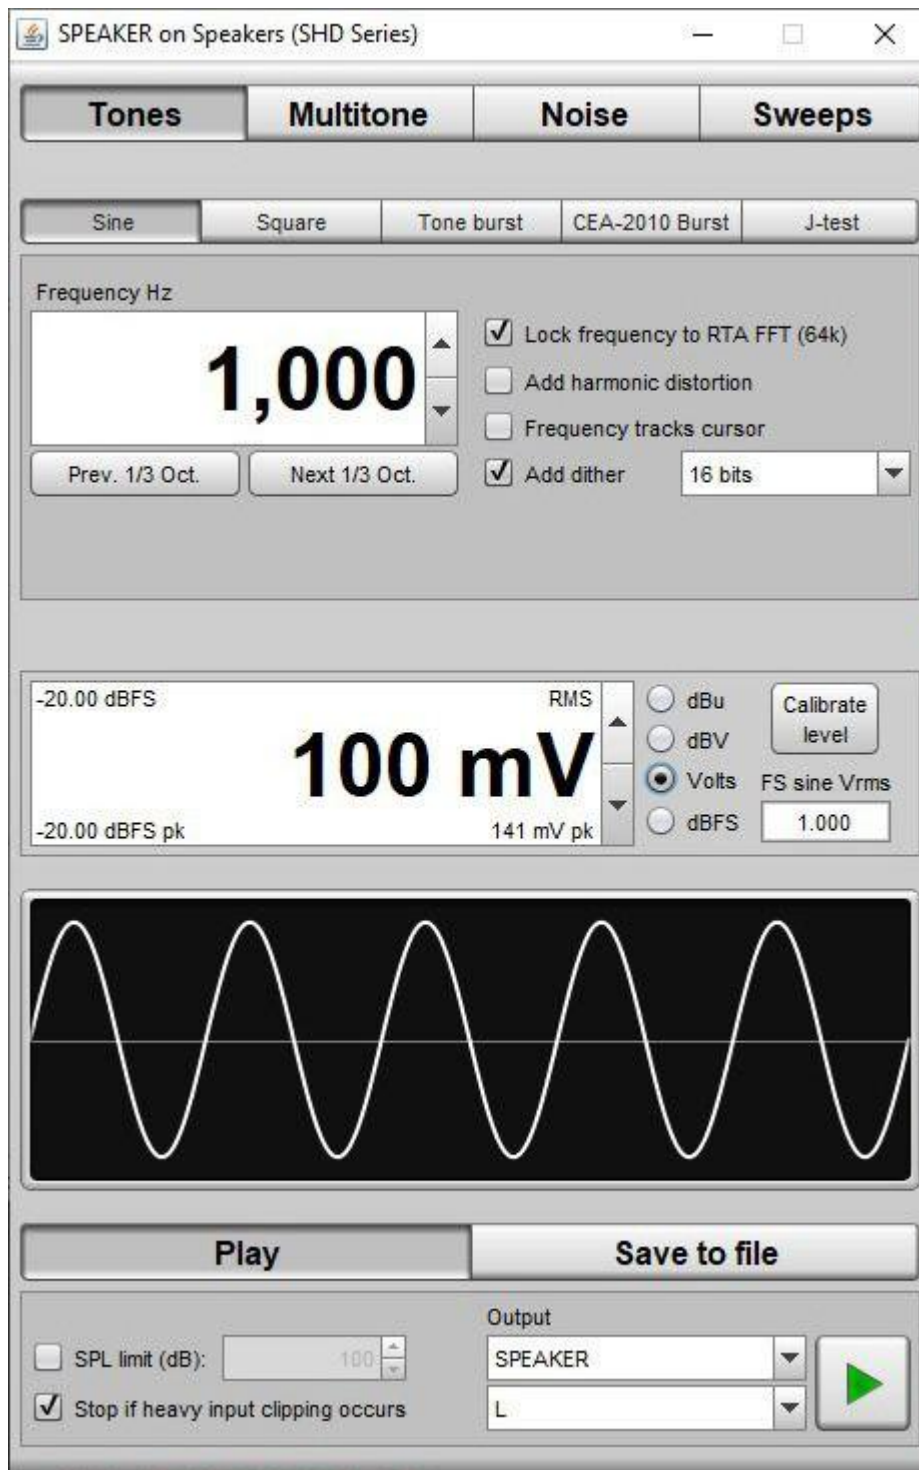 SPEAKER on Speakers (SHD Series)
Tones Multitone Noise Sweeps
Sine Square Tone burst CEA-2010 Burst J-test
Frequency Hz
1,000
Lock frequency to RTA FFT (64k)
Add harmonic distortion
Frequency tracks cursor
Prev. 1/3 Oct. Next 1/3 Oct.
Add dither 16 bits
-20.00 dBFS RMS
100 mV
-20.00 dBFS pk 141 mV pk
dBu
dBV
Volts
dBFS
Calibrate
level
FS sine Vrms
1.000
Play Save to file
Output
SPL limit (dB): 100
SPEAKER
Stop if heavy input clipping occurs
L